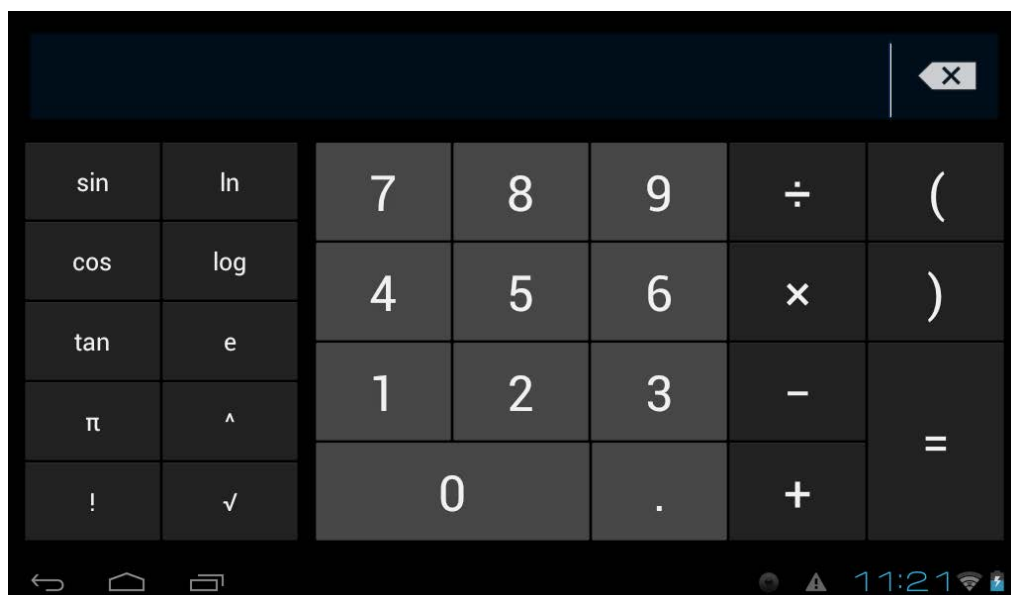 sin ln 7 8 9 ÷ (
cos log 4 5 6 × )
tan e 1 2 3 −
π ^ =
! √ 0 . +
11:21